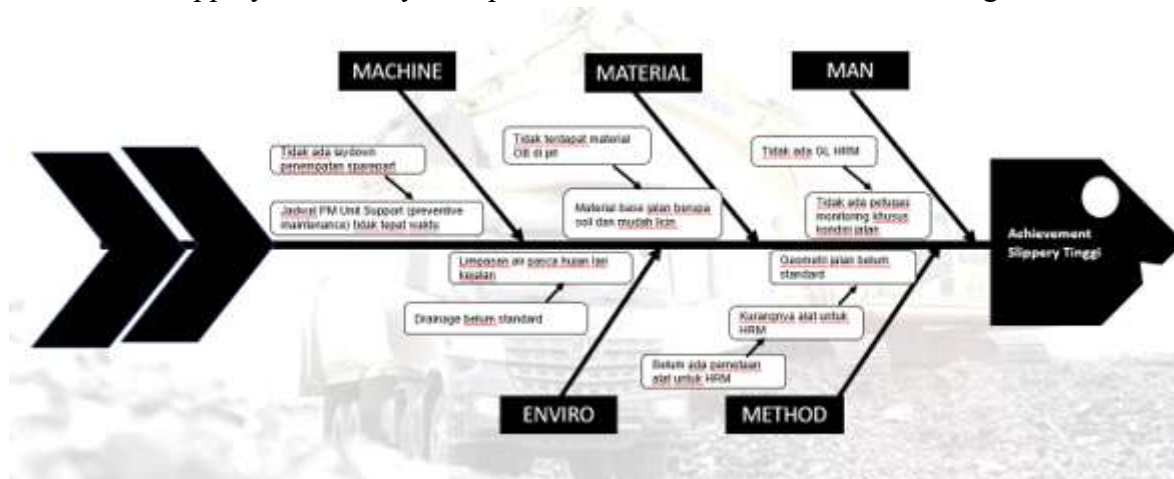 MACHINE
MATERIAL
MAN
Tidak ada laydown
penempatan sparepart
Jadwal PM Unit Support (preventive
maintenance) tidak tepat waktu
Tidak terdapat material
OB di pit
Material base jalan berupa
soil dan mudah licin
Tidak ada GL HRM
Tidak ada petugas
monitoring khusus
kondisi jalan
Achievement
Slippery Tinggi
Limpasan air pasca hujan lari
kejalan
Drainage belum standard
Geometri jalan belum
standard
Kurangnya alat untuk
HRM
Belum ada pemetaan
alat untuk HRM
ENVIRO
METHOD